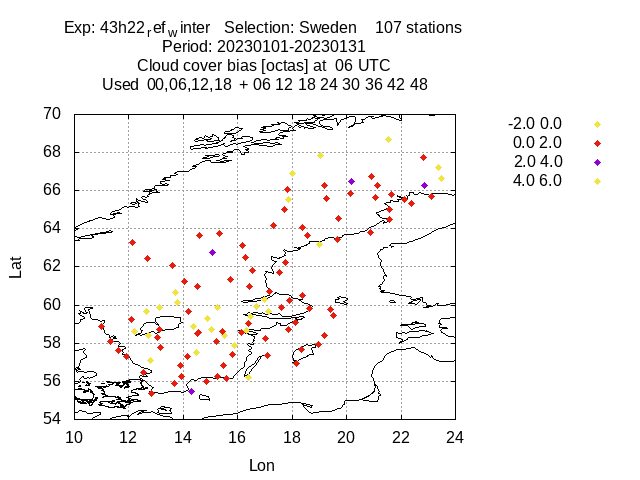 Exp: 43h22ref winter Selection: Sweden 107 stations
Period: 20230101-20230131
Cloud cover bias [octas] at 06 UTC
Used 00,06,12,18 + 06 12 18 24 30 36 42 48
-2.0 0.0
0.0 2.0
2.0 4.0
4.0 6.0
70
68
66
64
62
60
58
56
54
Lat
10 12 14 16 18 20 22 24
Lon